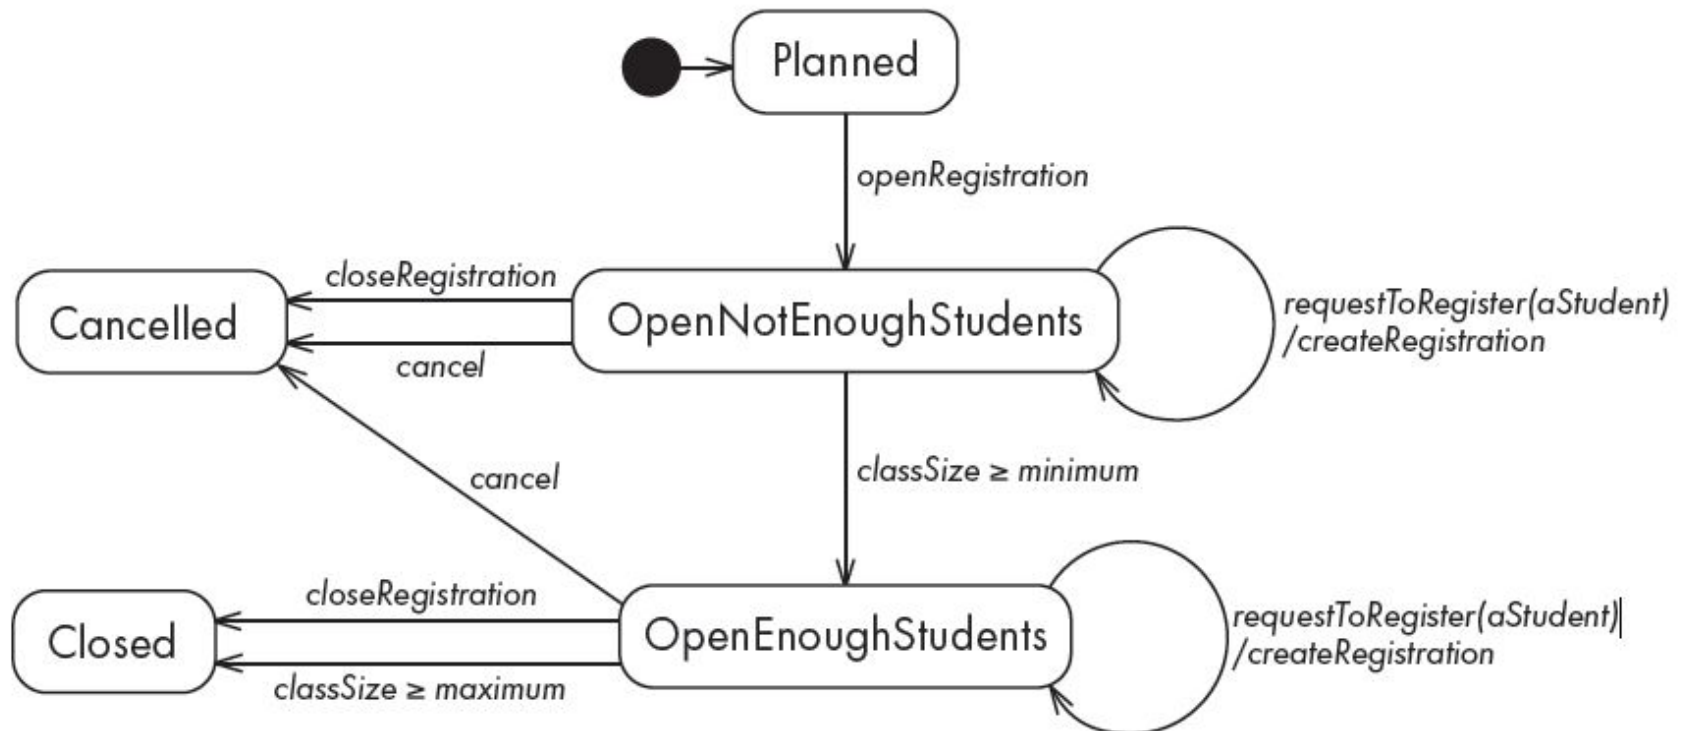 Planned
openRegistration
closeRegistration
Cancelled
OpenNotEnoughStudents
requestToRegister(aStudent)
/createRegistration
cancel
cancel
classSize ≥ minimum
closeRegistration
Closed
OpenEnoughStudents
requestToRegister(aStudent)
/createRegistration
classSize ≥ maximum